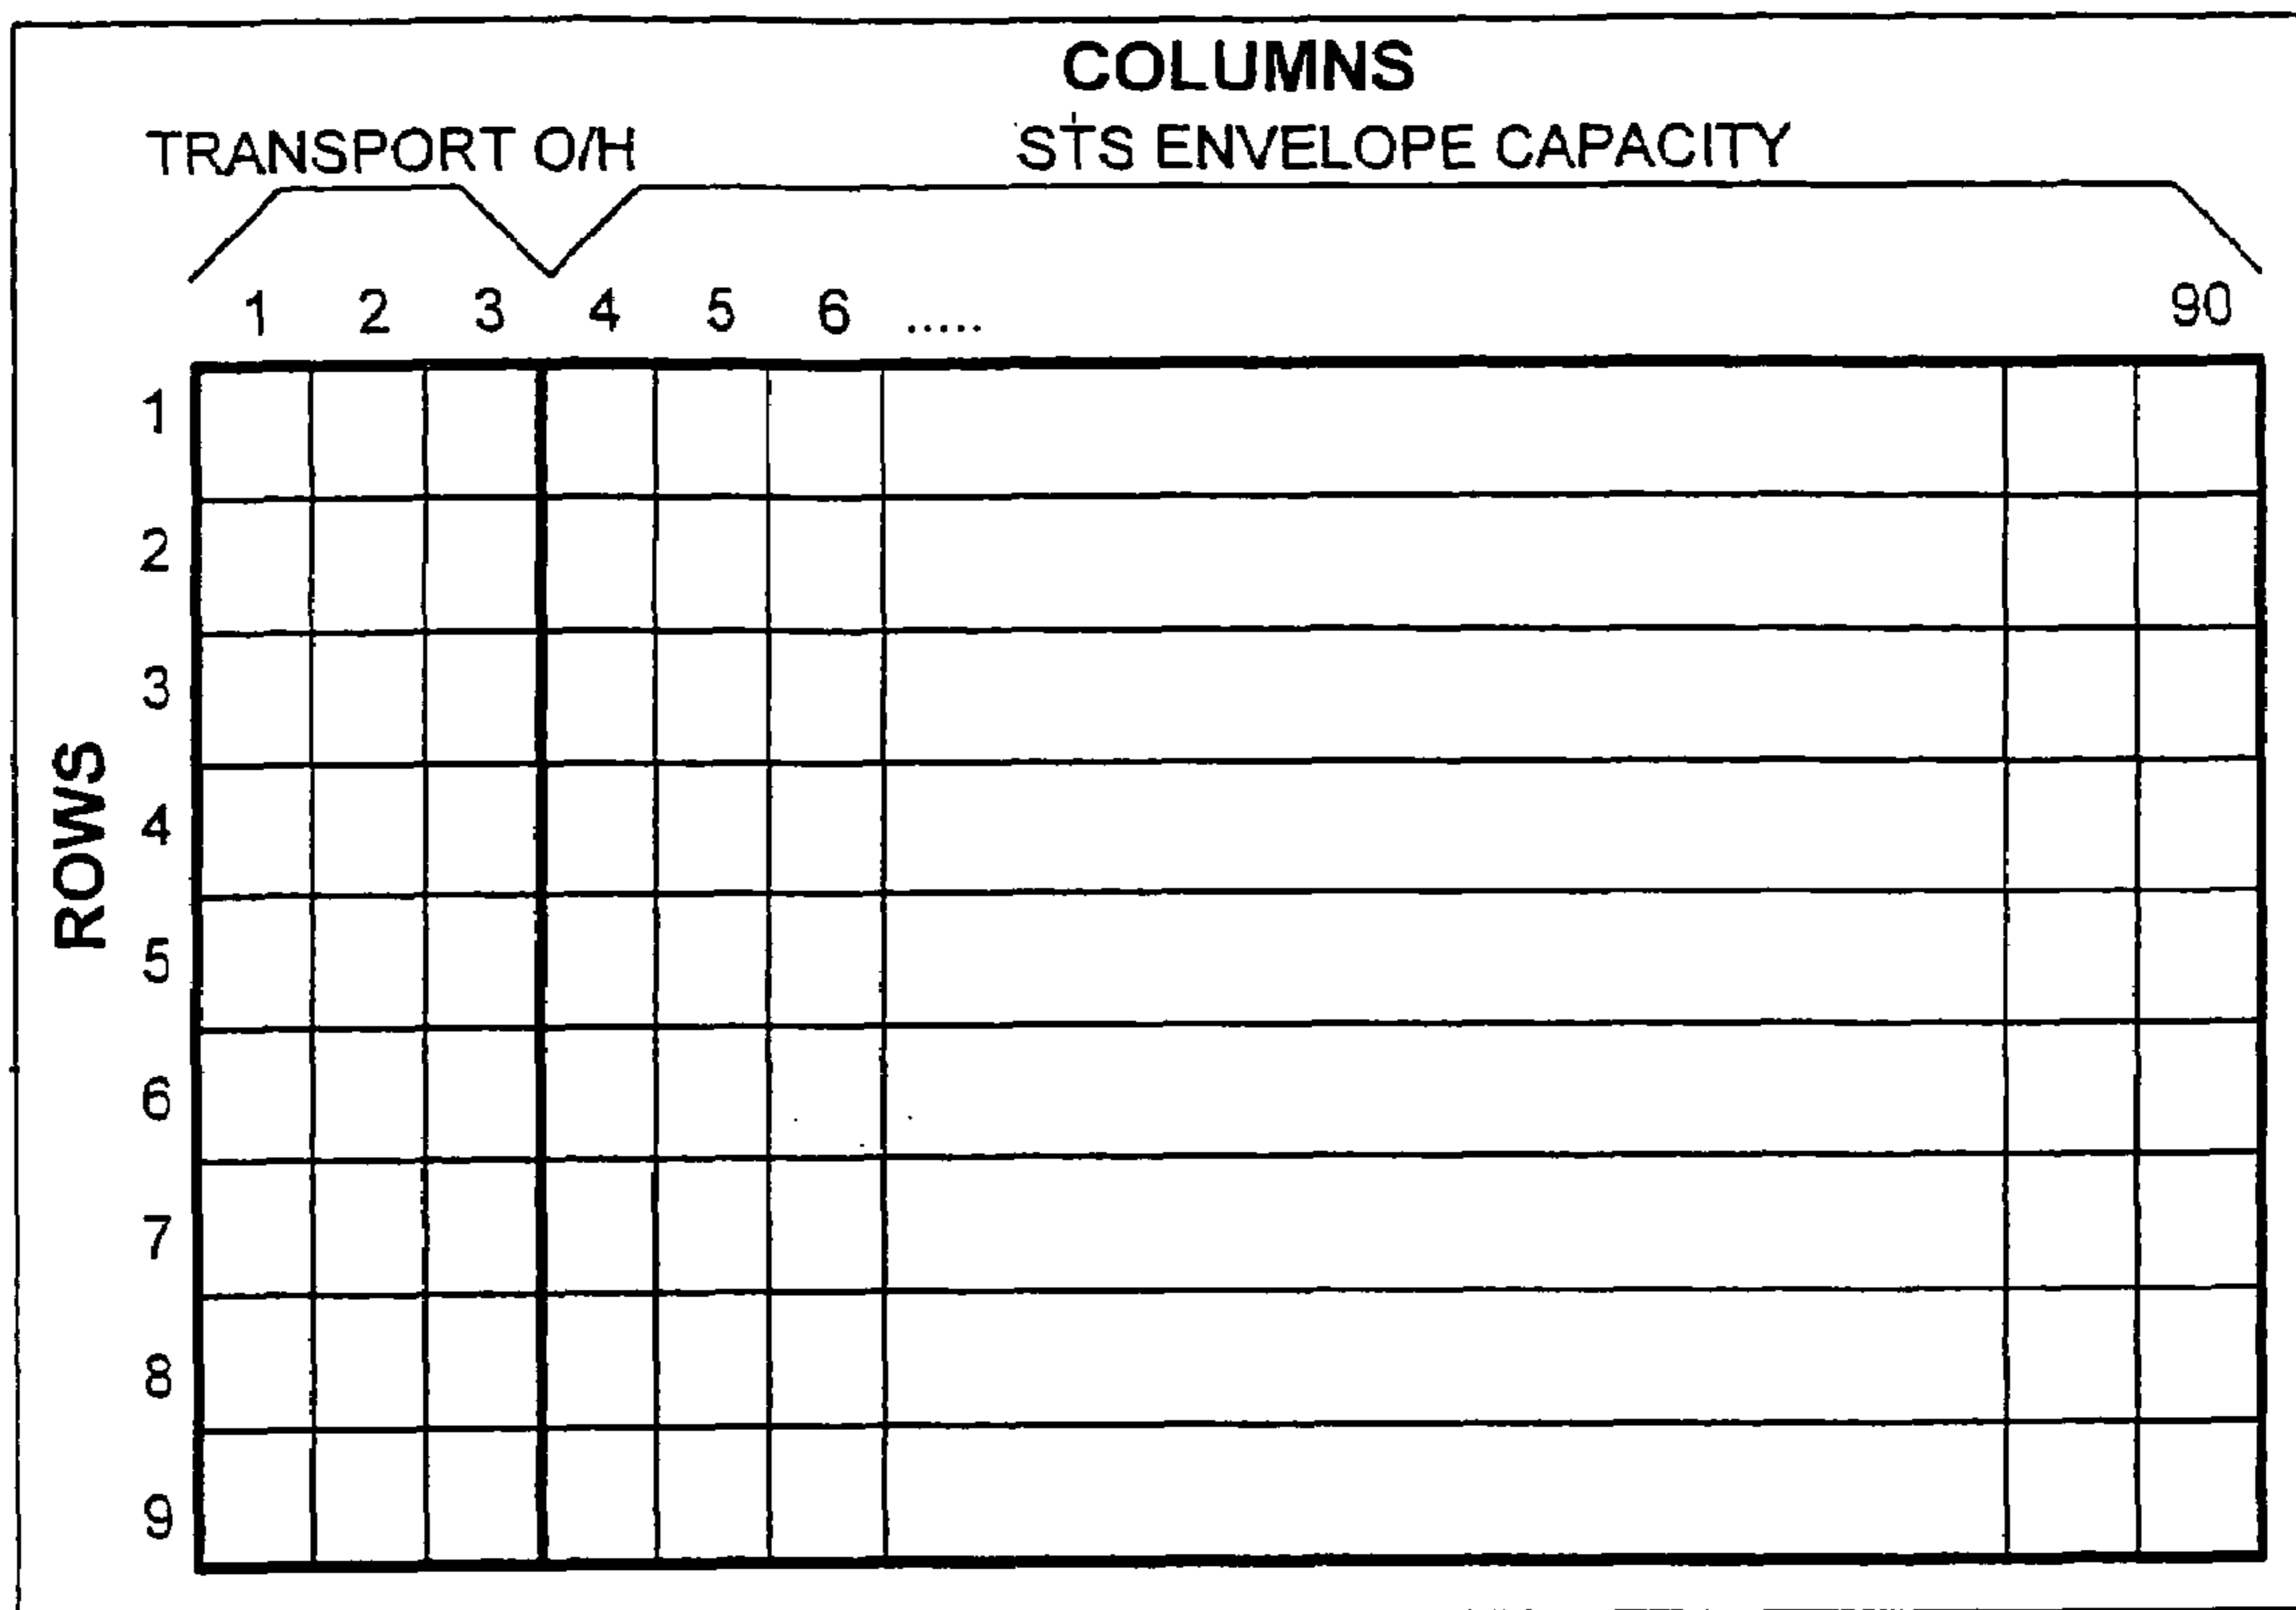 COLUMNS
TRANSPORT O/H STS ENVELOPE CAPACITY
1 2 3 4 5 6 ..... 90
ROWS
1
2
3
4
5
6
7
8
9